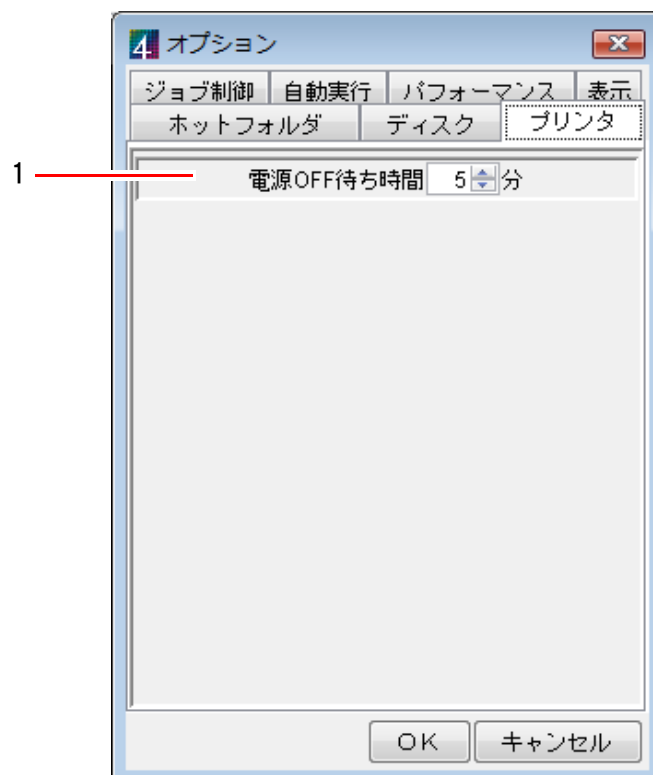 4 オプション
ジョブ制御 自動実行 パフォーマンス 表示
ホットフォルダ ディスク プリンタ
1 電源OFF待ち時間 5 分
OK キャンセル